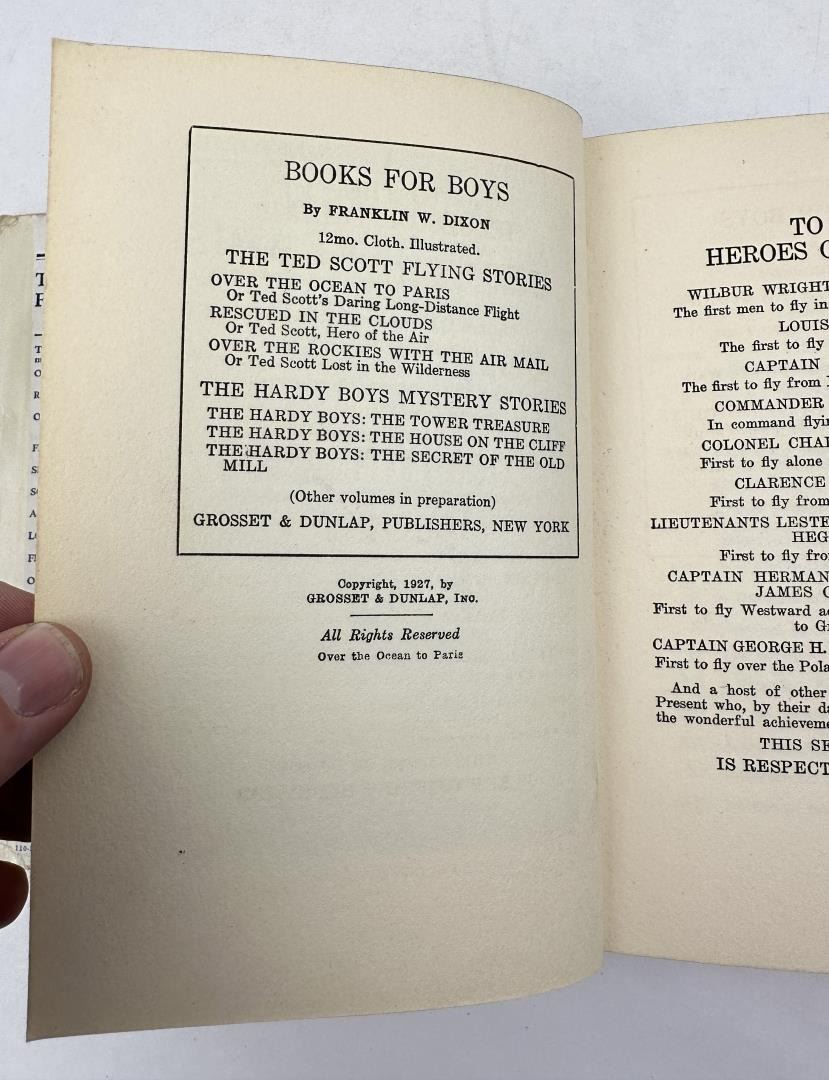 BOOKS FOR BOYS
By FRANKLIN W. DIXON
12mo. Cloth. Illustrated.
THE TED SCOTT FLYING STORIES
OVER THE OCEAN TO PARIS
Or Ted Scott's Daring Long-Distance Flight
RESCUED IN THE CLOUDS
Or Ted Scott, Hero of the Air
OVER THE ROCKIES WITH THE AIR MAIL
Or Ted Scott Lost in the Wilderness
THE HARDY BOYS MYSTERY STORIES
THE HARDY BOYS: THE TOWER TREASURE
THE HARDY BOYS: THE HOUSE ON THE CLIFF
THE HARDY BOYS: THE SECRET OF THE OLD
MILL
(Other volumes in preparation)
GROSSET & DUNLAP, PUBLISHERS, NEW YORK
Copyright, 1927, by
GROSSET & DUNLAP, INC.
All Rights Reserved
Over the Ocean to Paris
TO
HEROES
WILBUR WRIGHT
The first men to fly in
LOUIS
The first to fly
CAPTAIN
The first to fly from
COMMANDER
In command flyin
COLONEL CHAR
First to fly alone
CLARENCE
First to fly from
LIEUTENANTS LESTE
HEG
First to fly from
CAPTAIN HERMAN
JAMES
First to fly Westward a
to G
CAPTAIN GEORGE H.
First to fly over the Pola
And a host of other
Present who, by their da
the wonderful achieveme
THIS SE
IS RESPECT